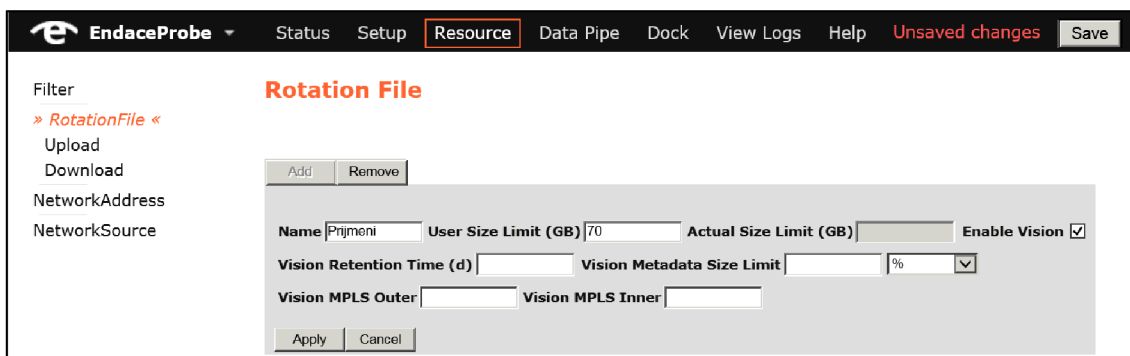 EndaceProbe Status Setup Resource Data Pipe Dock View Logs Help Unsaved changes Save
Filter
» RotationFile «
Upload
Download
NetworkAddress
NetworkSource
Rotation File
Add Remove
Name Prijmeni User Size Limit (GB) 70 Actual Size Limit (GB) Enable Vision
Vision Retention Time (d) Vision Metadata Size Limit %
Vision MPLS Outer Vision MPLS Inner
Apply Cancel